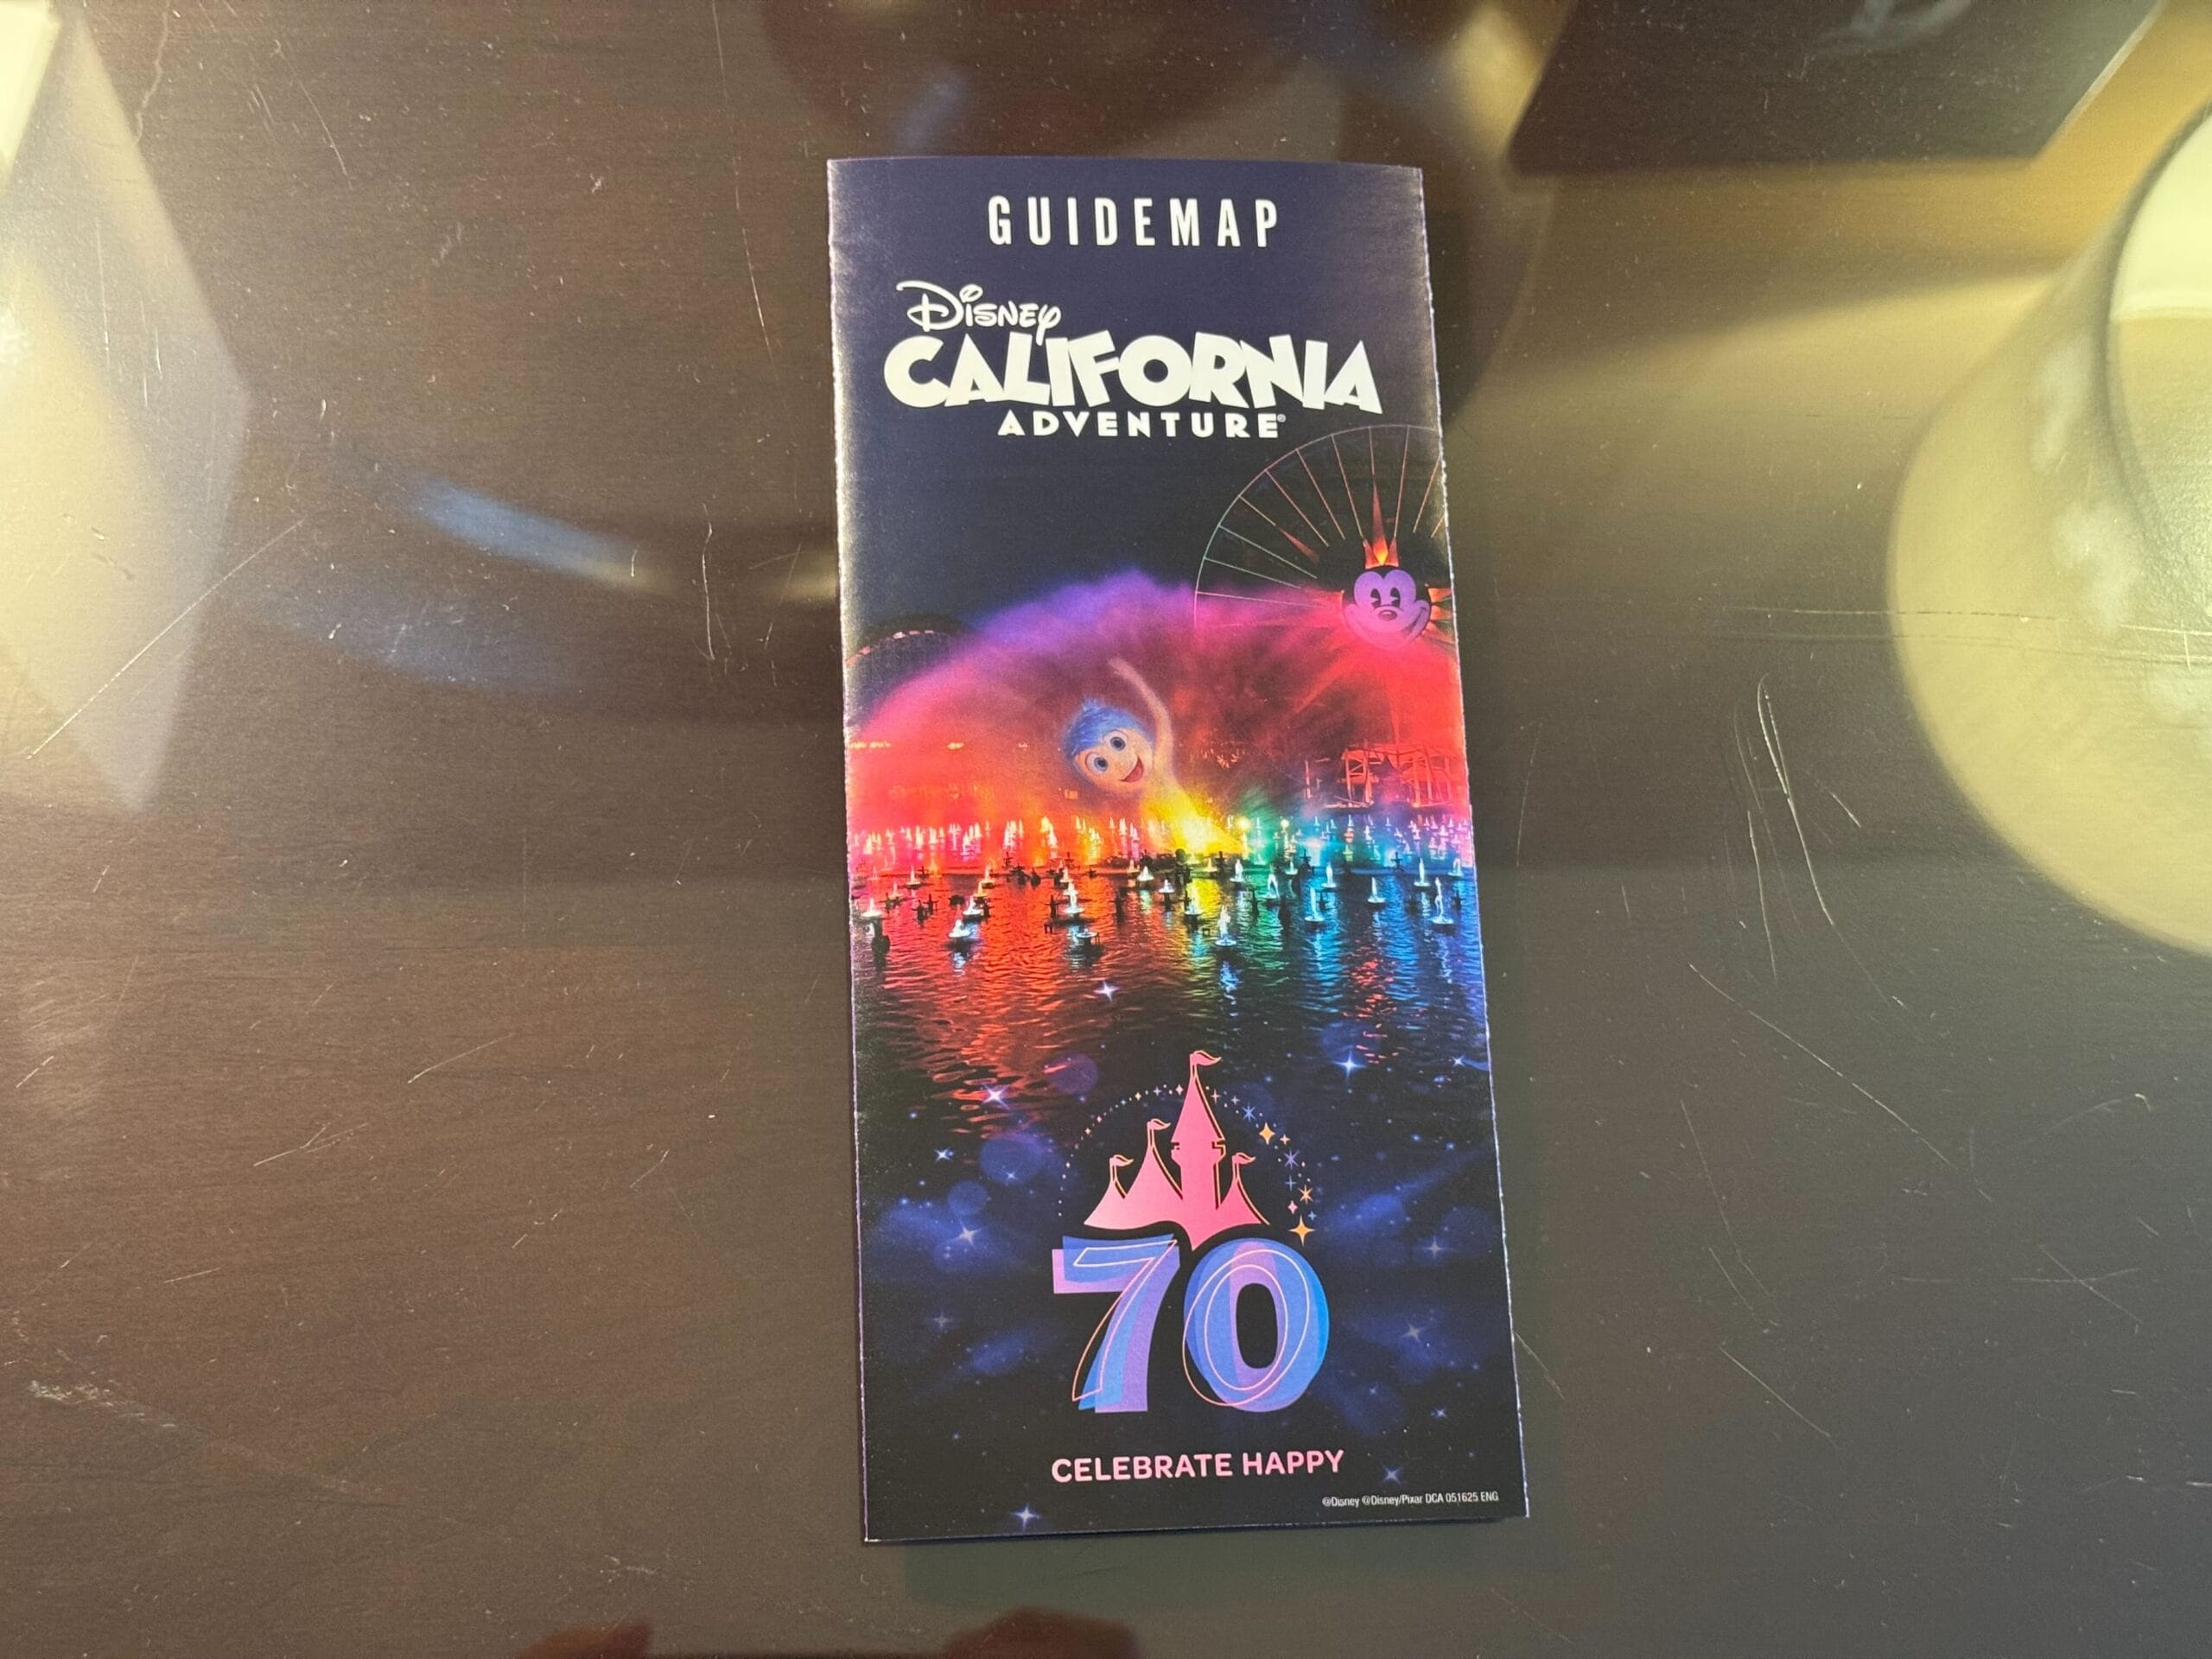 GUIDEMAP
Disney
CALIFORNIA
ADVENTURE®
70
CELEBRATE HAPPY
©Disney ©Disney/Pixar DCA 051625 ENG